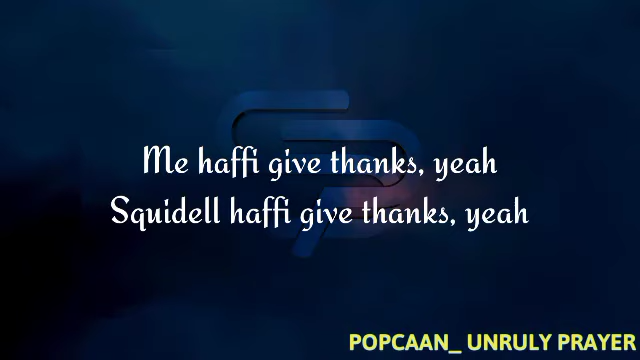 Me haffi give thanks, yeah
Squidell haffi give thanks, yeah
POPCAAN_ UNRULY PRAYER